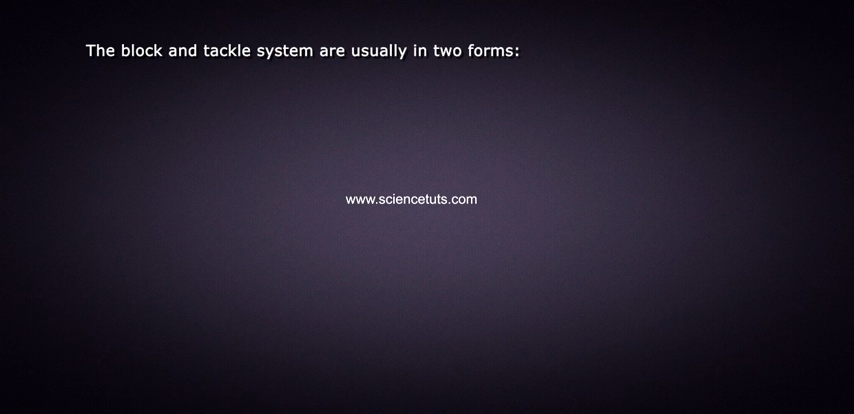 The block and tackle system are usually in two forms:
www.sciencetuts.com